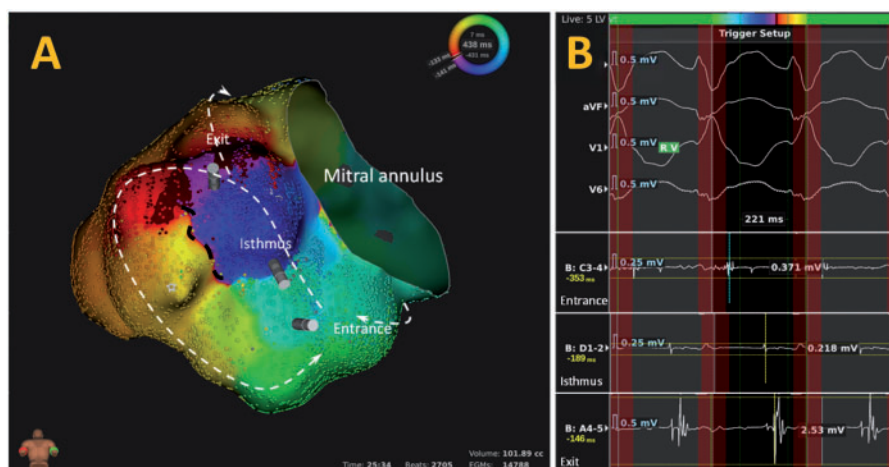 A
7 ms
438 ms
-431 ms
-133 ms
-141 ms
Exit
Mitral annulus
Isthmus
Entrance
Volume: 101.89 cc
Time: 25:34 Beats: 2705 EGMs: 14788
B
Live: 5 LV
Trigger Setup
0.5 mV
aVF 0.5 mV
V1 0.5 mV
R V
V6 0.5 mV
221 ms
B: C3-4 0.25 mV 0.371 mV
-353 ms
Entrance
B: D1-2 0.25 mV 0.218 mV
-189 ms
Isthmus
B: A4-5 0.5 mV 2.53 mV
-146 ms
Exit